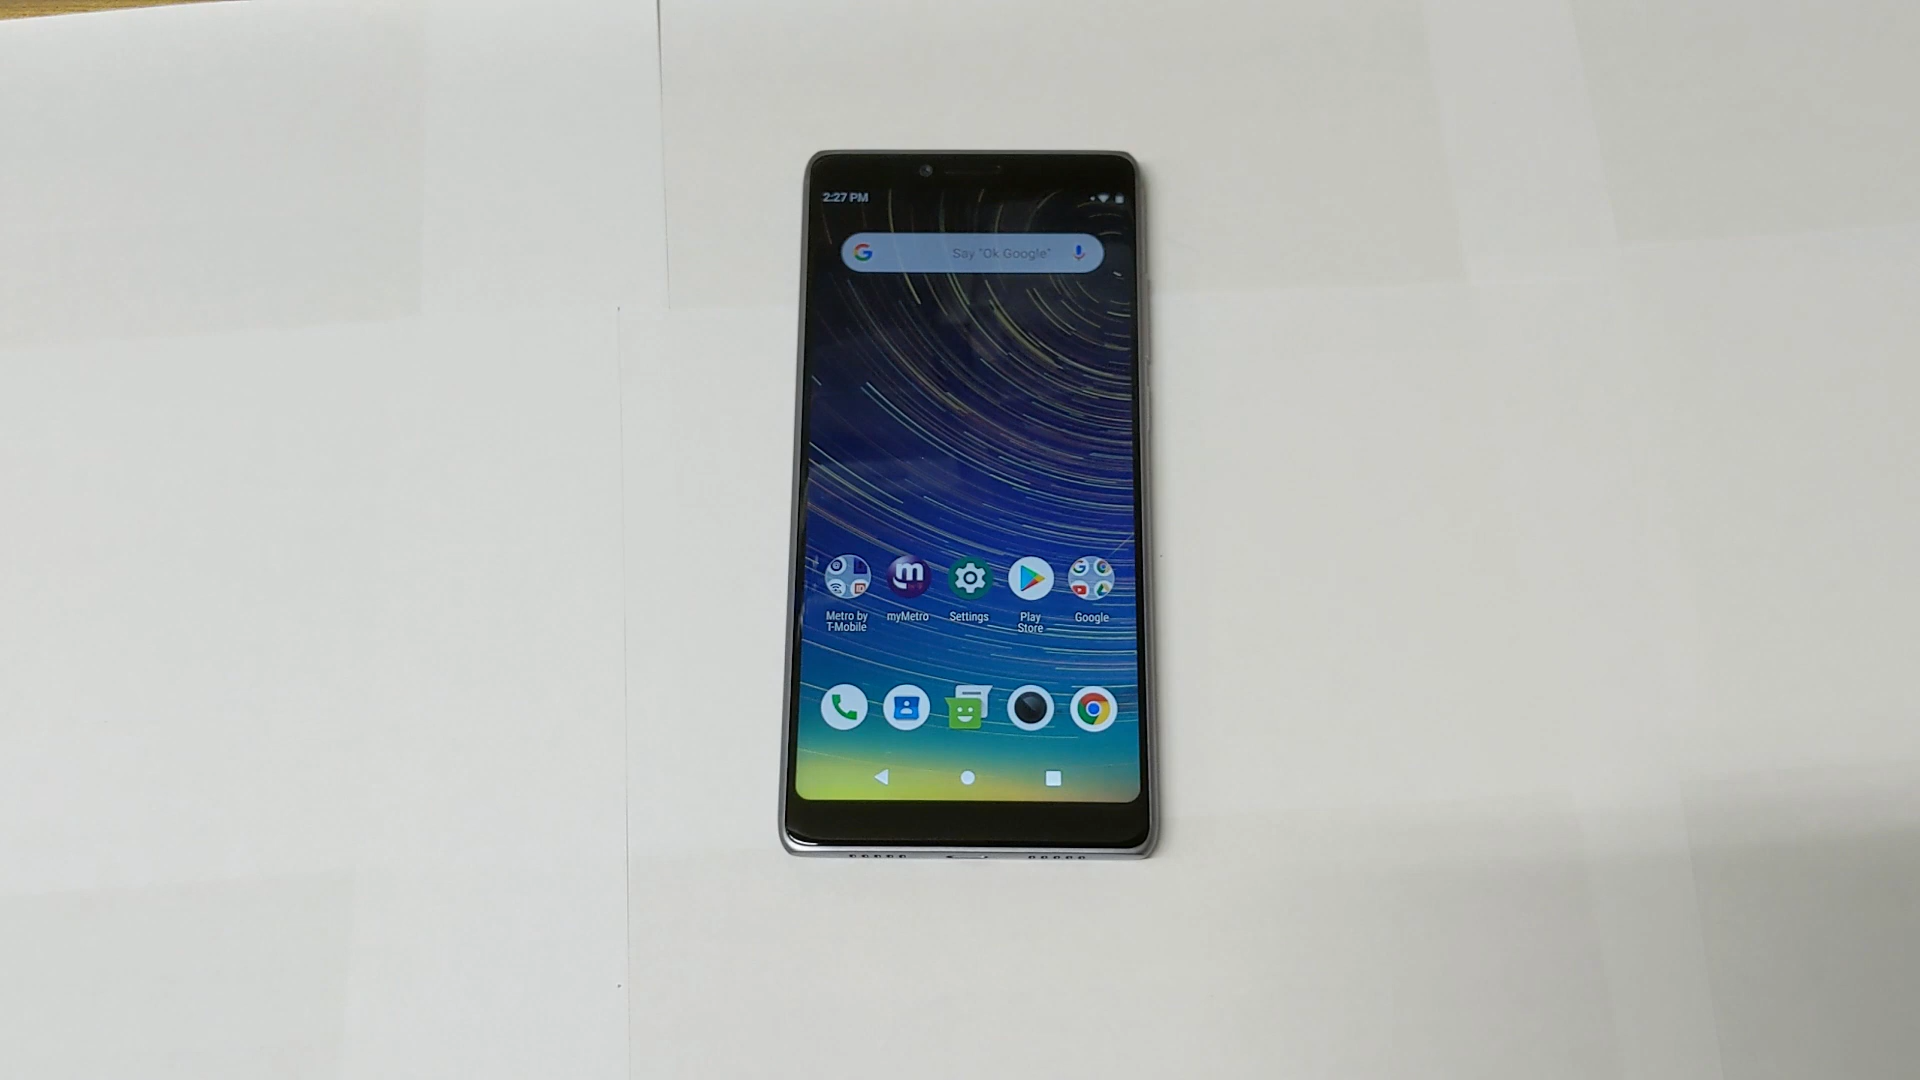 2:27 PM
G Say "Ok Google"
Metro by
T-Mobile
m
myMetro
Settings
Play
Store
Google